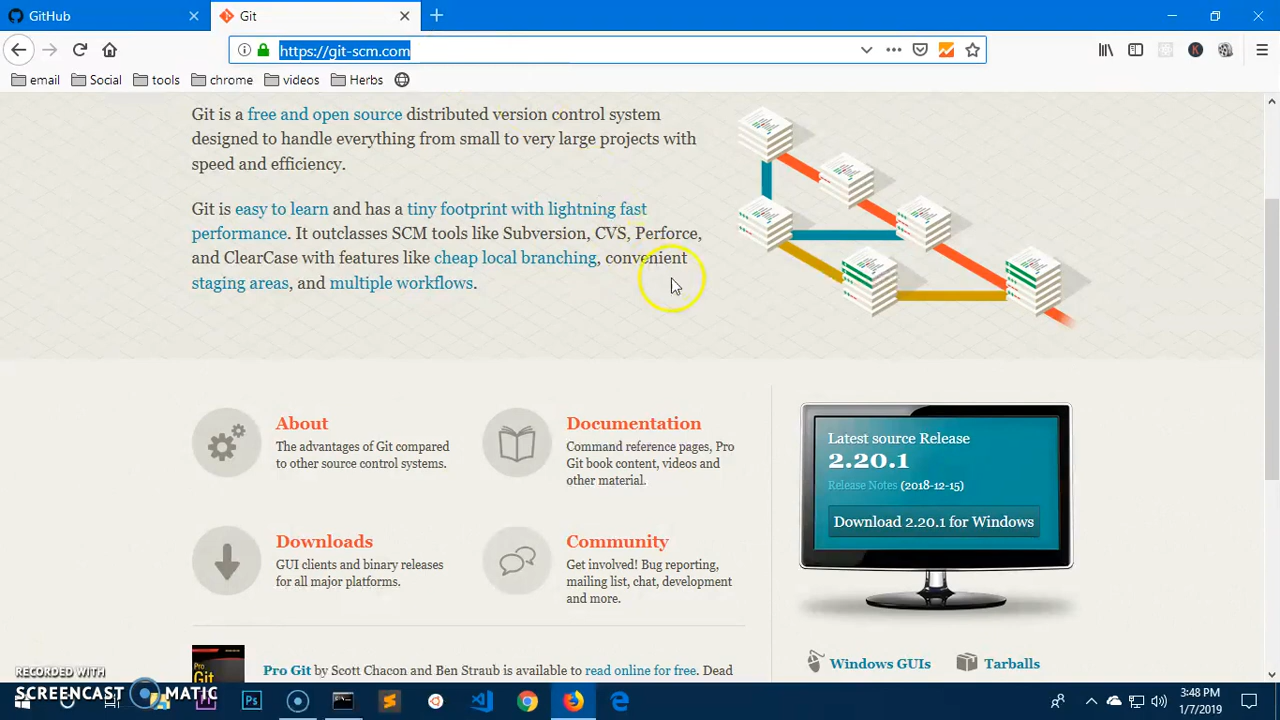 GitHub
Git
https://git-scm.com
email
Social
tools
chrome
videos
Herbs
Git is a free and open source distributed version control system
designed to handle everything from small to very large projects with
speed and efficiency.
Git is easy to learn and has a tiny footprint with lightning fast
performance. It outclasses SCM tools like Subversion, CVS, Perforce,
and ClearCase with features like cheap local branching, convenient
staging areas, and multiple workflows.
About
The advantages of Git compared
to other source control systems.
Documentation
Command reference pages, Pro
Git book content, videos and
other material.
Downloads
GUI clients and binary releases
for all major platforms.
Community
Get involved! Bug reporting,
mailing list, chat, development
and more.
Latest source Release
2.20.1
Release Notes (2018-12-15)
Download 2.20.1 for Windows
Pro
Git
Pro Git by Scott Chacon and Ben Straub is available to read online for free. Dead
Windows GUIs
Tarballs
RECORDED WITH
SCREENCAST MATIC
Ps
3:48 PM
1/7/2019